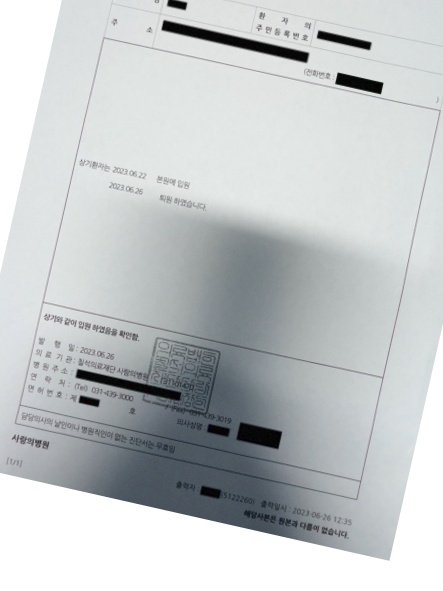 환 자 의
주민등록번호
주 소
(전화번호 : )
상기환자는 2023.06.22 본원에 입원
2023.06.26 퇴원 하였습니다.
상기와 같이 입원 하였음을 확인함.
발 행 일 : 2023.06.26
의 료 기 관 : 칠석의료재단 사랑의병원
병원주소 :
연 락 처 : (Tel) 031-439-3000 / (Fax) 031-439-3019
면허번호 : 제 호 의사성명 :
담당의사의 날인이나 병원직인이 없는 진단서는 무효임
사랑의병원
[1/1]
출력자 : (5122260) 출력일시 : 2023-06-26 12:35
해당사본은 원본과 다름이 없습니다.